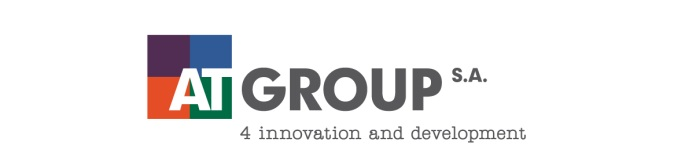 AT GROUP S.A.
4 innovation and development